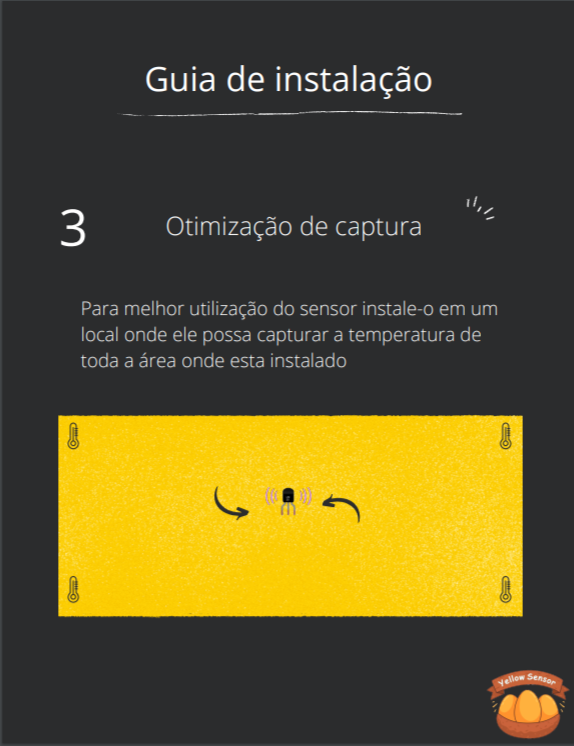 Guia de instalação
3
Otimização de captura
Para melhor utilização do sensor instale-o em um
local onde ele possa capturar a temperatura de
toda a área onde esta instalado
Yellow Sensor